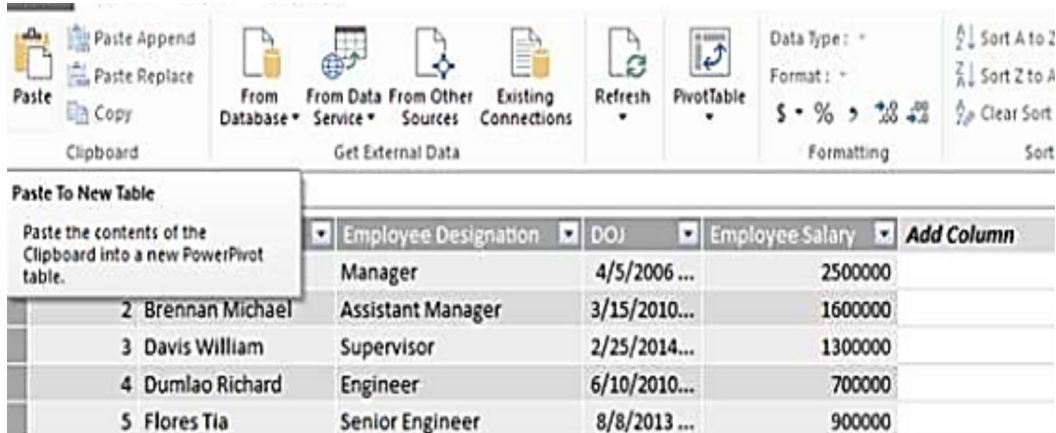 Paste Append
Paste Replace
Copy
Paste
Clipboard
From Database
From Data Service
From Other Sources
Existing Connections
Get External Data
Refresh
PivotTable
Data Type :
Format :
$ % ,
Formatting
Sort A to Z
Sort Z to A
Clear Sort
Sort
Paste To New Table
Paste the contents of the
Clipboard into a new PowerPivot
table.
Employee Designation DOJ Employee Salary Add Column
Manager 4/5/2006 ... 2500000
2 Brennan Michael Assistant Manager 3/15/2010... 1600000
3 Davis William Supervisor 2/25/2014... 1300000
4 Dumlao Richard Engineer 6/10/2010... 700000
5 Flores Tia Senior Engineer 8/8/2013 ... 900000